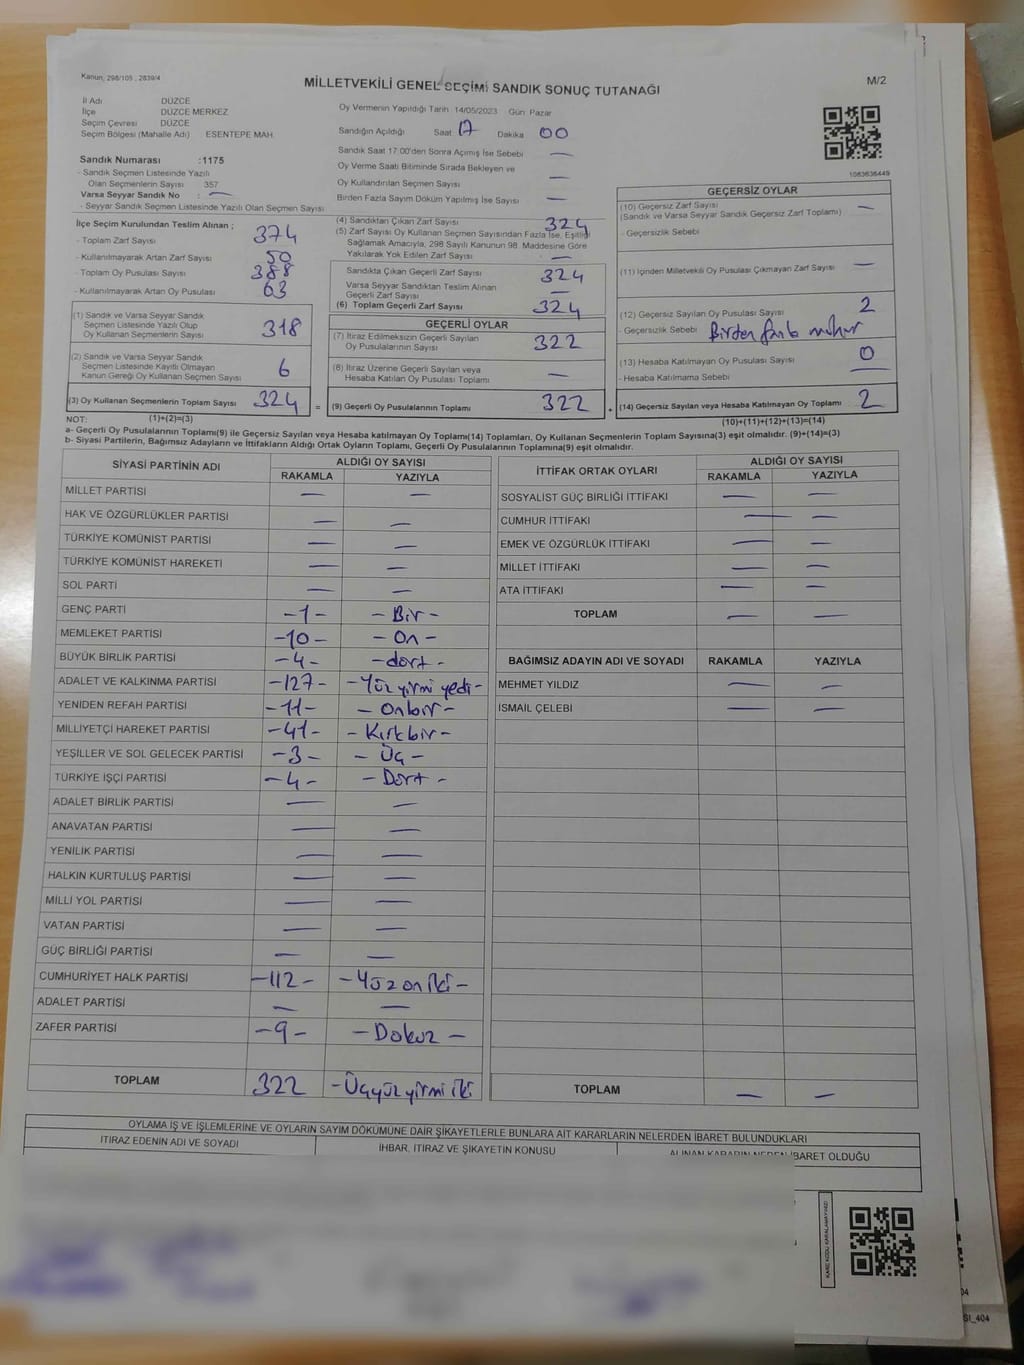 Kanun, 298/105 , 2839/4
MİLLETVEKİLİ GENEL SEÇİMİ SANDIK SONUÇ TUTANAĞI
M/2
İl Adı DÜZCE
İlçe DÜZCE MERKEZ
Seçim Çevresi DÜZCE
Seçim Bölgesi (Mahalle Adı) ESENTEPE MAH.
Oy Vermenin Yapıldığı Tarih 14/05/2023 Gün Pazar
Sandığın Açıldığı Saat 17 Dakika 00
Sandık Saat 17:00'den Sonra Açımış İse Sebebi —
Oy Verme Saati Bitiminde Sırada Bekleyen ve
Oy Kullandırılan Seçmen Sayısı —
Birden Fazla Sayım Döküm Yapılmış İse Sayısı —
1083636449
Sandık Numarası :1175
- Sandık Seçmen Listesinde Yazılı
Olan Seçmenlerin Sayısı 357
Varsa Seyyar Sandık No : —
- Seyyar Sandık Seçmen Listesinde Yazılı Olan Seçmen Sayısı
İlçe Seçim Kurulundan Teslim Alınan ;
- Toplam Zarf Sayısı 374
- Kullanılmayarak Artan Zarf Sayısı 50
- Toplam Oy Pusulası Sayısı 388
- Kullanılmayarak Artan Oy Pusulası 63
(1) Sandık ve Varsa Seyyar Sandık
Seçmen Listesinde Yazılı Olup
Oy Kullanan Seçmenlerin Sayısı 318
(2) Sandık ve Varsa Seyyar Sandık
Seçmen Listesinde Kayıtlı Olmayan
Kanun Gereği Oy Kullanan Seçmen Sayısı 6
(3) Oy Kullanan Seçmenlerin Toplam Sayısı 324 =
(4) Sandıktan Çıkan Zarf Sayısı 324
(5) Zarf Sayısı Oy Kullanan Seçmen Sayısından Fazla İse, Eşitliği
Sağlamak Amacıyla, 298 Sayılı Kanunun 98. Maddesine Göre
Yakılarak Yok Edilen Zarf Sayısı —
Sandıkta Çıkan Geçerli Zarf Sayısı 324
Varsa Seyyar Sandıktan Teslim Alınan
Geçerli Zarf Sayısı —
(6) Toplam Geçerli Zarf Sayısı 324
GEÇERLİ OYLAR
(7) İtiraz Edilmeksizin Geçerli Sayılan
Oy Pusulalarının Sayısı 322
(8) İtiraz Üzerine Geçerli Sayılan veya
Hesaba Katılan Oy Pusulası Toplamı —
(9) Geçerli Oy Pusulalarının Toplamı 322 +
GEÇERSİZ OYLAR
(10) Geçersiz Zarf Sayısı —
(Sandık ve Varsa Seyyar Sandık Geçersiz Zarf Toplamı)
- Geçersizlik Sebebi
(11) İçinden Milletvekili Oy Pusulası Çıkmayan Zarf Sayısı —
(12) Geçersiz Sayılan Oy Pusulası Sayısı 2
- Geçersizlik Sebebi Birden fazla mühür
(13) Hesaba Katılmayan Oy Pusulası Sayısı 0
- Hesaba Katılmama Sebebi —
(14) Geçersiz Sayılan veya Hesaba Katılmayan Oy Toplamı 2
NOT: (1)+(2)=(3)
(10)+(11)+(12)+(13)=(14)
a- Geçerli Oy Pusulalarının Toplamı(9) ile Geçersiz Sayılan veya Hesaba katılmayan Oy Toplamı(14) Toplamları, Oy Kullanan Seçmenlerin Toplam Sayısına(3) eşit olmalıdır. (9)+(14)=(3)
b- Siyasi Partilerin, Bağımsız Adayların ve İttifakların Aldığı Ortak Oyların Toplamı, Geçerli Oy Pusulalarının Toplamına(9) eşit olmalıdır.
SİYASİ PARTİNİN ADI ALDIĞI OY SAYISI
RAKAMLA YAZIYLA
MİLLET PARTİSİ — —
HAK VE ÖZGÜRLÜKLER PARTİSİ — —
TÜRKİYE KOMÜNİST PARTİSİ — —
TÜRKİYE KOMÜNİST HAREKETİ — —
SOL PARTİ — —
GENÇ PARTİ -1- - Bir -
MEMLEKET PARTİSİ -10- - On -
BÜYÜK BİRLİK PARTİSİ -4- -dört -
ADALET VE KALKINMA PARTİSİ -127- -Yüz yirmi yedi-
YENİDEN REFAH PARTİSİ -11- - Onbir -
MİLLİYETÇİ HAREKET PARTİSİ -41- - Kırkbir -
YEŞİLLER VE SOL GELECEK PARTİSİ -3- - Üç -
TÜRKİYE İŞÇİ PARTİSİ -4- - Dört -
ADALET BİRLİK PARTİSİ — —
ANAVATAN PARTİSİ — —
YENİLİK PARTİSİ — —
HALKIN KURTULUŞ PARTİSİ — —
MİLLİ YOL PARTİSİ — —
VATAN PARTİSİ — —
GÜÇ BİRLİĞİ PARTİSİ — —
CUMHURİYET HALK PARTİSİ -112- - Yüz on iki -
ADALET PARTİSİ — —
ZAFER PARTİSİ -9- - Dokuz -
TOPLAM 322 - Üçyüz yirmi iki
İTTİFAK ORTAK OYLARI ALDIĞI OY SAYISI
RAKAMLA YAZIYLA
SOSYALİST GÜÇ BİRLİĞİ İTTİFAKI — —
CUMHUR İTTİFAKI — —
EMEK VE ÖZGÜRLÜK İTTİFAKI — —
MİLLET İTTİFAKI — —
ATA İTTİFAKI — —
TOPLAM — —
BAĞIMSIZ ADAYIN ADI VE SOYADI RAKAMLA YAZIYLA
MEHMET YILDIZ — —
İSMAİL ÇELEBİ — —
TOPLAM — —
OYLAMA İŞ VE İŞLEMLERİNE VE OYLARIN SAYIM DÖKÜMÜNE DAİR ŞİKAYETLERLE BUNLARA AİT KARARLARIN NELERDEN İBARET BULUNDUKLARI
İTİRAZ EDENİN ADI VE SOYADI İHBAR, İTİRAZ VE ŞİKAYETİN KONUSU ALINAN KARARIN NEDEN İBARET OLDUĞU
KARE KODU KARALAMAYINIZ!
04
Sİ_404